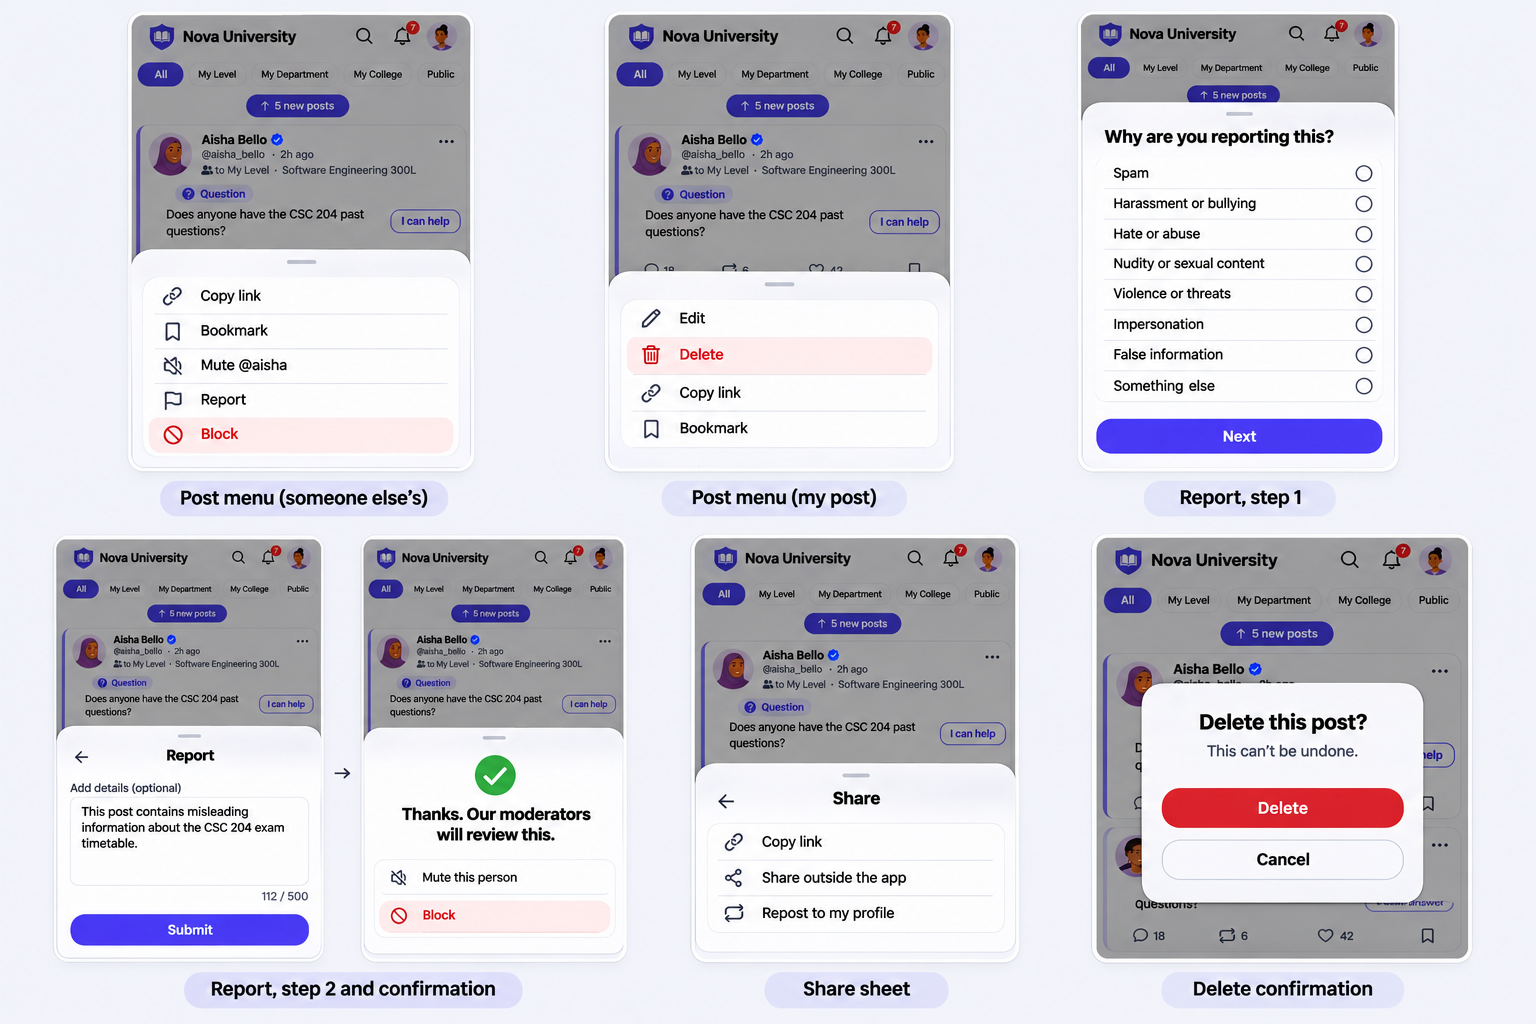 Nova University
7
All
My Level
My Department
My College
Public
↑ 5 new posts
Aisha Bello
@aisha_bello · 2h ago
to My Level · Software Engineering 300L
? Question
Does anyone have the CSC 204 past
questions?
I can help
Copy link
Bookmark
Mute @aisha
Report
Block
Post menu (someone else's)
Nova University
7
All
My Level
My Department
My College
Public
↑ 5 new posts
Aisha Bello
@aisha_bello · 2h ago
to My Level · Software Engineering 300L
? Question
Does anyone have the CSC 204 past
questions?
I can help
18
6
42
Edit
Delete
Copy link
Bookmark
Post menu (my post)
Nova University
7
All
My Level
My Department
My College
Public
↑ 5 new posts
Why are you reporting this?
Spam
Harassment or bullying
Hate or abuse
Nudity or sexual content
Violence or threats
Impersonation
False information
Something else
Next
Report, step 1
Nova University
7
All
My Level
My Department
My College
Public
↑ 5 new posts
Aisha Bello
@aisha_bello · 2h ago
to My Level · Software Engineering 300L
? Question
Does anyone have the CSC 204 past
questions?
I can help
Report
Add details (optional)
This post contains misleading
information about the CSC 204 exam
timetable.
112 / 500
Submit
Nova University
7
All
My Level
My Department
My College
Public
↑ 5 new posts
Aisha Bello
@aisha_bello · 2h ago
to My Level · Software Engineering 300L
? Question
Does anyone have the CSC 204 past
questions?
I can help
Thanks. Our moderators
will review this.
Mute this person
Block
Report, step 2 and confirmation
Nova University
7
All
My Level
My Department
My College
Public
↑ 5 new posts
Aisha Bello
@aisha_bello · 2h ago
to My Level · Software Engineering 300L
? Question
Does anyone have the CSC 204 past
questions?
I can help
Share
Copy link
Share outside the app
Repost to my profile
Share sheet
Nova University
7
All
My Level
My Department
My College
Public
↑ 5 new posts
Aisha Bello
Delete this post?
This can't be undone.
help
Delete
Cancel
questions?
answer
18
6
42
Delete confirmation